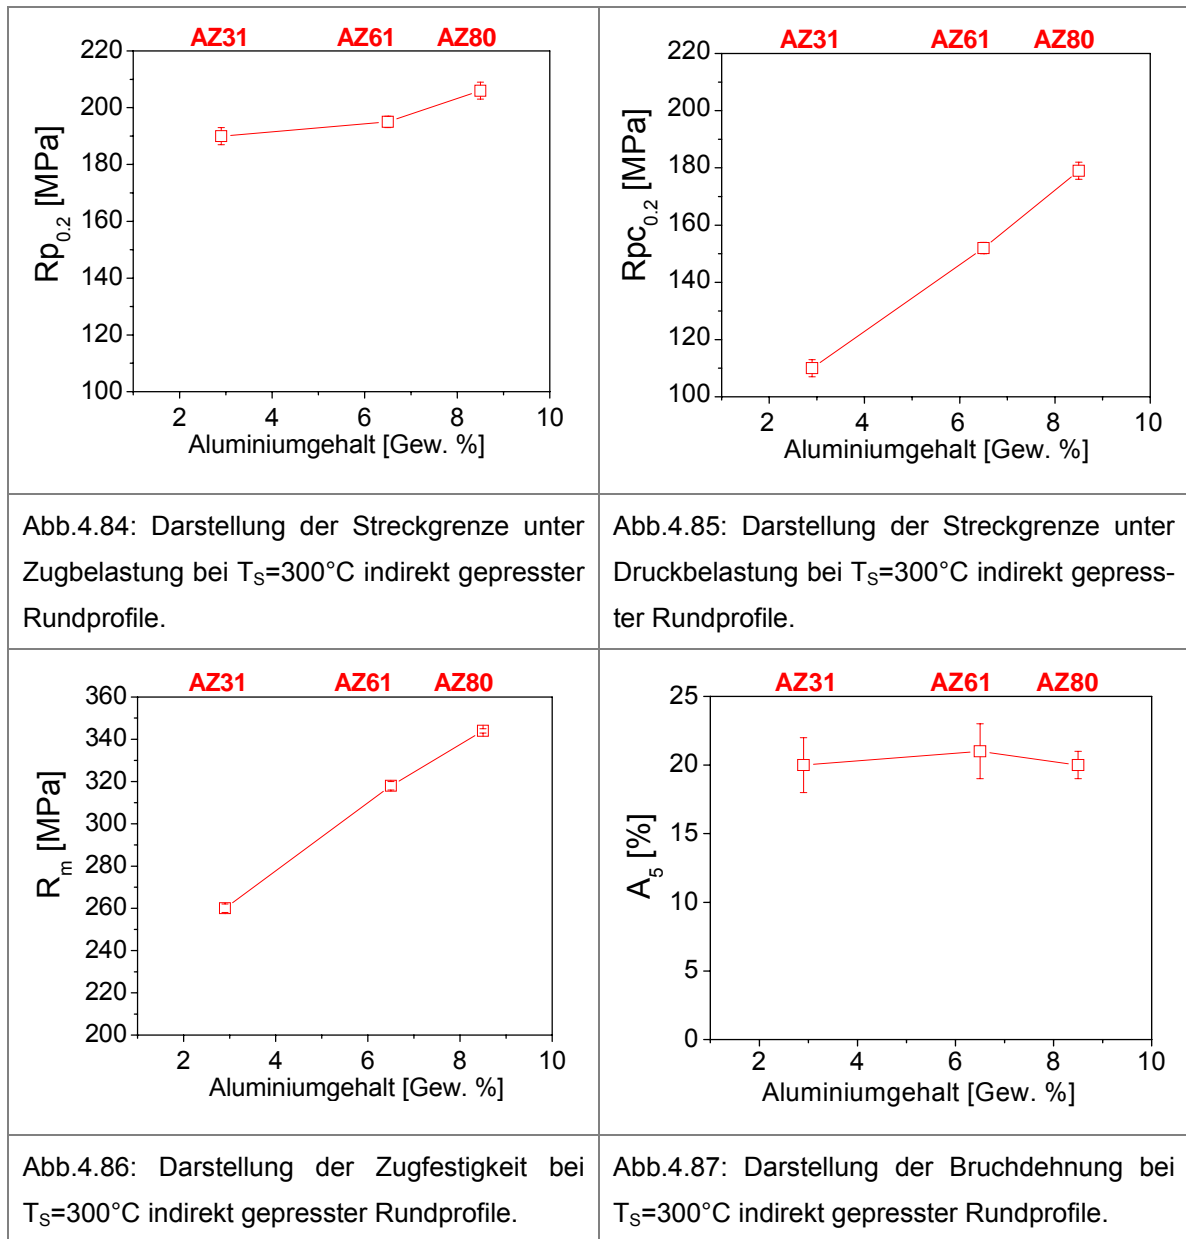 AZ31 AZ61 AZ80
220
200
180
160
140
120
100
Rp0.2 [MPa]
2 4 6 8 10
Aluminiumgehalt [Gew. %]
AZ31 AZ61 AZ80
220
200
180
160
140
120
100
Rpc0.2 [MPa]
2 4 6 8 10
Aluminiumgehalt [Gew. %]
Abb.4.84: Darstellung der Streckgrenze unter
Zugbelastung bei TS=300°C indirekt gepresster
Rundprofile.
Abb.4.85: Darstellung der Streckgrenze unter
Druckbelastung bei TS=300°C indirekt gepress-
ter Rundprofile.
AZ31 AZ61 AZ80
360
340
320
300
280
260
240
220
200
Rm [MPa]
2 4 6 8 10
Aluminiumgehalt [Gew. %]
AZ31 AZ61 AZ80
25
20
15
10
5
0
A5 [%]
2 4 6 8 10
Aluminiumgehalt [Gew. %]
Abb.4.86: Darstellung der Zugfestigkeit bei
TS=300°C indirekt gepresster Rundprofile.
Abb.4.87: Darstellung der Bruchdehnung bei
TS=300°C indirekt gepresster Rundprofile.